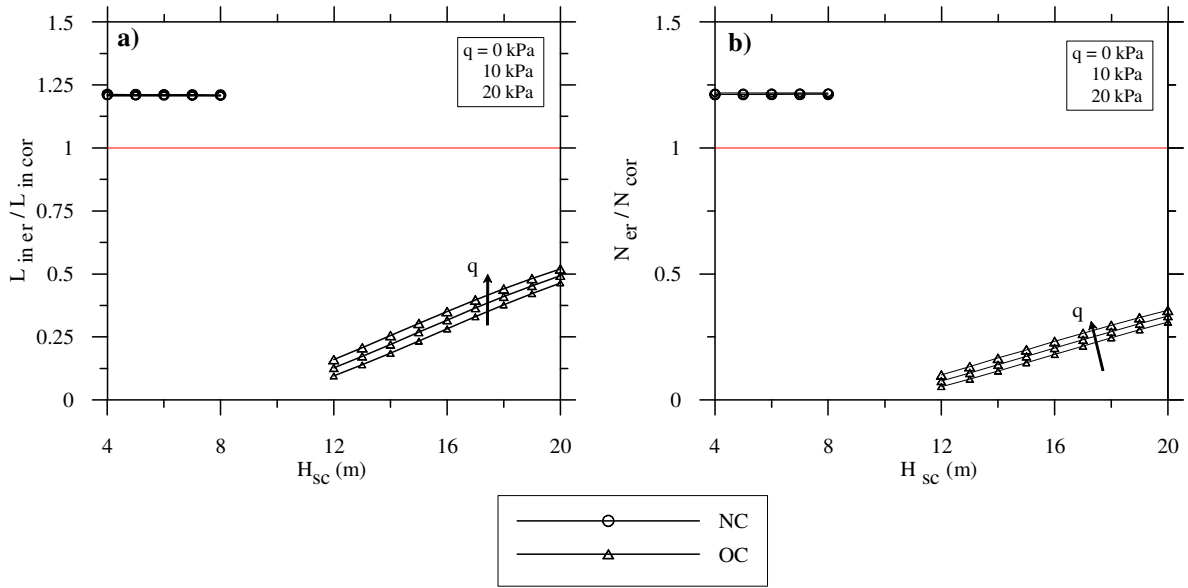 a)
q = 0 kPa
10 kPa
20 kPa
1.5
1.25
1
0.75
0.5
0.25
0
L in er / L in cor
q
4
8
12
16
20
H sc (m)
b)
q = 0 kPa
10 kPa
20 kPa
1.5
1
0.5
0
N er / N cor
q
4
8
12
16
20
H sc (m)
NC
OC